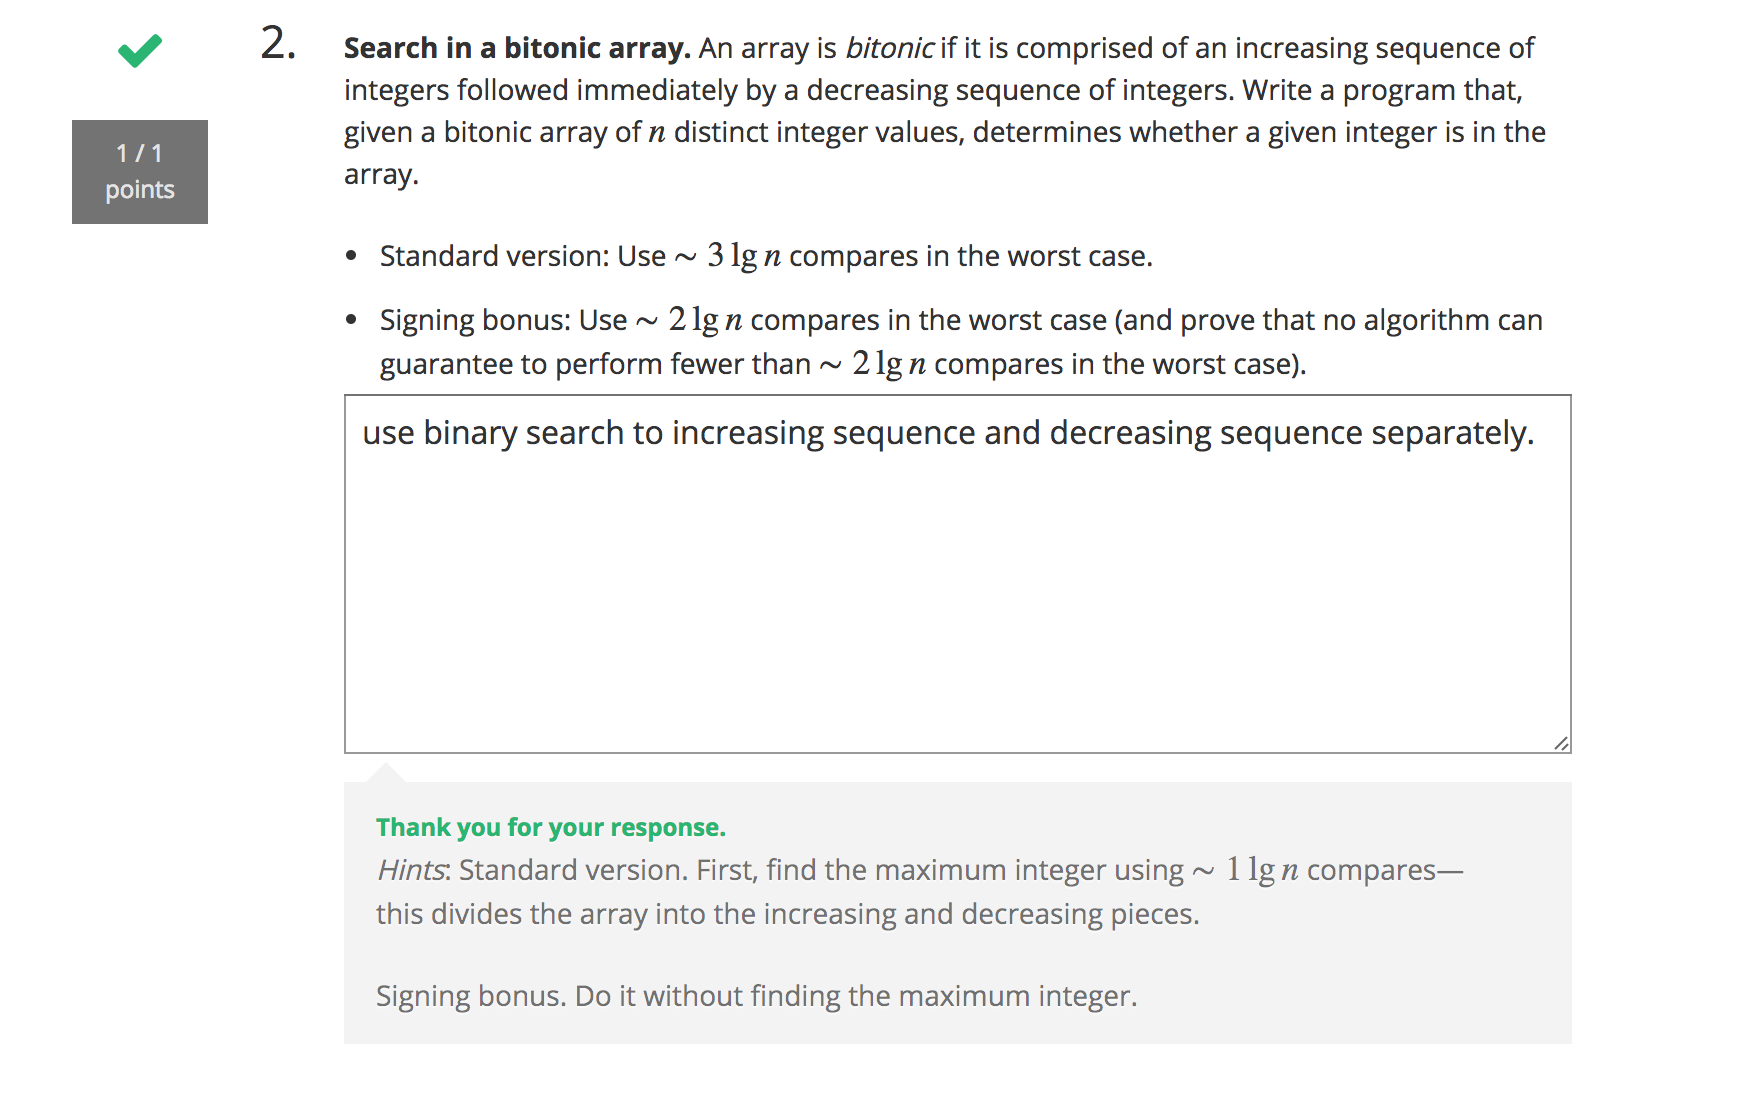 1 / 1
points
2.
Search in a bitonic array. An array is bitonic if it is comprised of an increasing sequence of
integers followed immediately by a decreasing sequence of integers. Write a program that,
given a bitonic array of n distinct integer values, determines whether a given integer is in the
array.
• Standard version: Use ∼ 3 lg n compares in the worst case.
• Signing bonus: Use ∼ 2 lg n compares in the worst case (and prove that no algorithm can
guarantee to perform fewer than ∼ 2 lg n compares in the worst case).
use binary search to increasing sequence and decreasing sequence separately.
Thank you for your response.
Hints: Standard version. First, find the maximum integer using ∼ 1 lg n compares—
this divides the array into the increasing and decreasing pieces.
Signing bonus. Do it without finding the maximum integer.